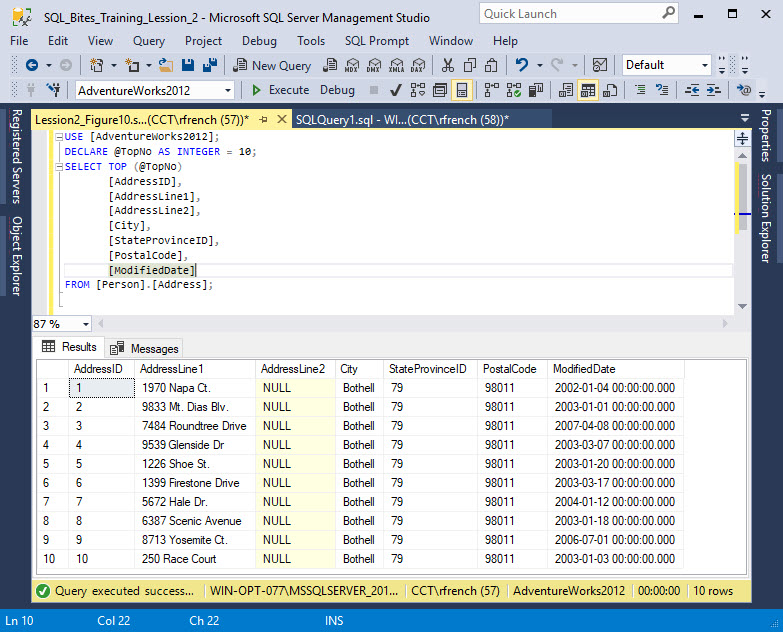 SQL_Bites_Training_Lession_2 - Microsoft SQL Server Management Studio
Quick Launch
File Edit View Query Project Debug Tools SQL Prompt Window Help
New Query MDX DMX XMLA DAX Default
AdventureWorks2012 Execute Debug
Lession2_Figure10.s...(CCT\rfrench (57))* SQLQuery1.sql - WI...(CCT\rfrench (58))*
Registered Servers
Object Explorer
USE [AdventureWorks2012];
DECLARE @TopNo AS INTEGER = 10;
SELECT TOP (@TopNo)
[AddressID],
[AddressLine1],
[AddressLine2],
[City],
[StateProvinceID],
[PostalCode],
[ModifiedDate]
FROM [Person].[Address];
Properties
Solution Explorer
87 %
Results Messages
AddressID AddressLine1 AddressLine2 City StateProvinceID PostalCode ModifiedDate
1 1 1970 Napa Ct. NULL Bothell 79 98011 2002-01-04 00:00:00.000
2 2 9833 Mt. Dias Blv. NULL Bothell 79 98011 2003-01-01 00:00:00.000
3 3 7484 Roundtree Drive NULL Bothell 79 98011 2007-04-08 00:00:00.000
4 4 9539 Glenside Dr NULL Bothell 79 98011 2003-03-07 00:00:00.000
5 5 1226 Shoe St. NULL Bothell 79 98011 2003-01-20 00:00:00.000
6 6 1399 Firestone Drive NULL Bothell 79 98011 2003-03-17 00:00:00.000
7 7 5672 Hale Dr. NULL Bothell 79 98011 2004-01-12 00:00:00.000
8 8 6387 Scenic Avenue NULL Bothell 79 98011 2003-01-18 00:00:00.000
9 9 8713 Yosemite Ct. NULL Bothell 79 98011 2006-07-01 00:00:00.000
10 10 250 Race Court NULL Bothell 79 98011 2003-01-03 00:00:00.000
Query executed success... WIN-OPT-077\MSSQLSERVER_201... CCT\rfrench (57) AdventureWorks2012 00:00:00 10 rows
Ln 10 Col 22 Ch 22 INS